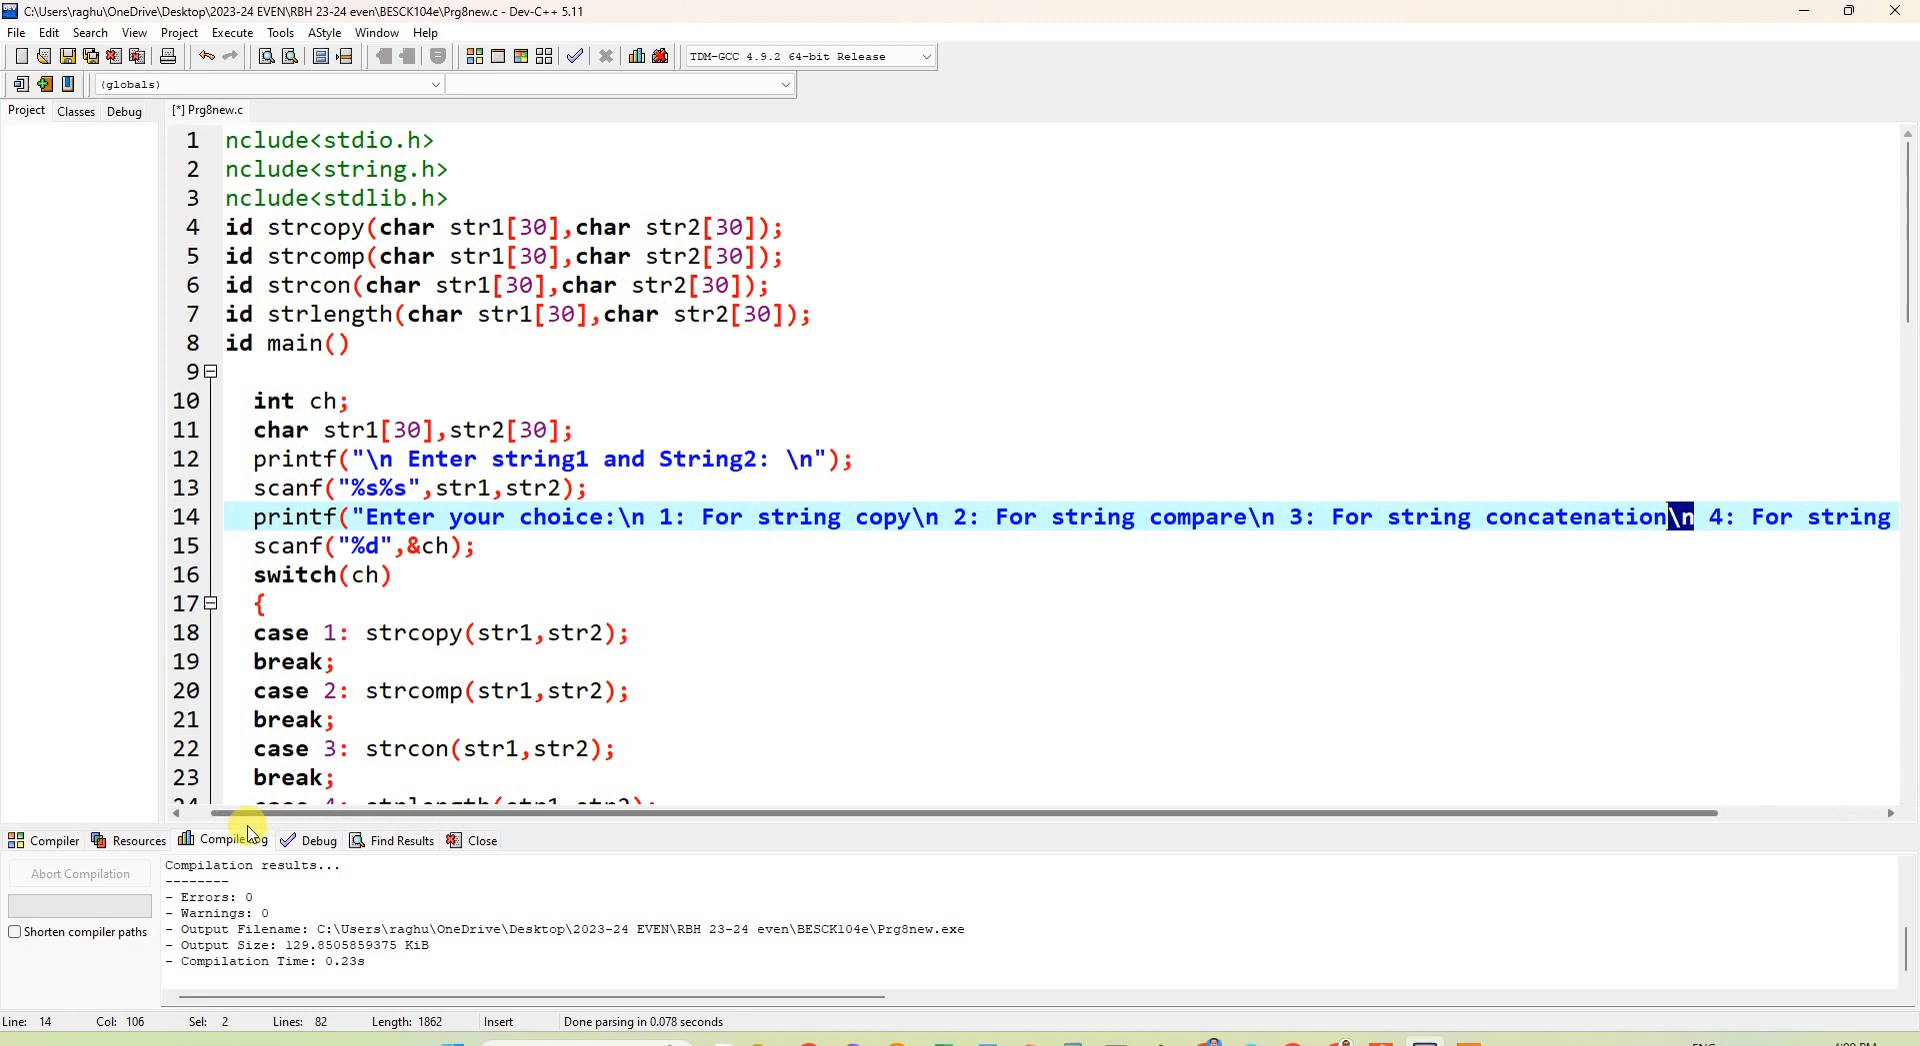 C:\Users\raghu\OneDrive\Desktop\2023-24 EVEN\RBH 23-24 even\BESCK104e\Prg8new.c - Dev-C++ 5.11
File Edit Search View Project Execute Tools AStyle Window Help
TDM-GCC 4.9.2 64-bit Release
(globals)
Project Classes Debug [*] Prg8new.c
1 nclude<stdio.h>
2 nclude<string.h>
3 nclude<stdlib.h>
4 id strcopy(char str1[30],char str2[30]);
5 id strcomp(char str1[30],char str2[30]);
6 id strcon(char str1[30],char str2[30]);
7 id strlength(char str1[30],char str2[30]);
8 id main()
9
10 int ch;
11 char str1[30],str2[30];
12 printf("\n Enter string1 and String2: \n");
13 scanf("%s%s",str1,str2);
14 printf("Enter your choice:\n 1: For string copy\n 2: For string compare\n 3: For string concatenation\n 4: For string
15 scanf("%d",&ch);
16 switch(ch)
17 {
18 case 1: strcopy(str1,str2);
19 break;
20 case 2: strcomp(str1,str2);
21 break;
22 case 3: strcon(str1,str2);
23 break;
24 case 4: strlength(str1,str2);
Compiler Resources Compile Log Debug Find Results Close
Abort Compilation
Shorten compiler paths
Compilation results...
--------
- Errors: 0
- Warnings: 0
- Output Filename: C:\Users\raghu\OneDrive\Desktop\2023-24 EVEN\RBH 23-24 even\BESCK104e\Prg8new.exe
- Output Size: 129.8505859375 KiB
- Compilation Time: 0.23s
Line: 14 Col: 106 Sel: 2 Lines: 82 Length: 1862 Insert Done parsing in 0.078 seconds